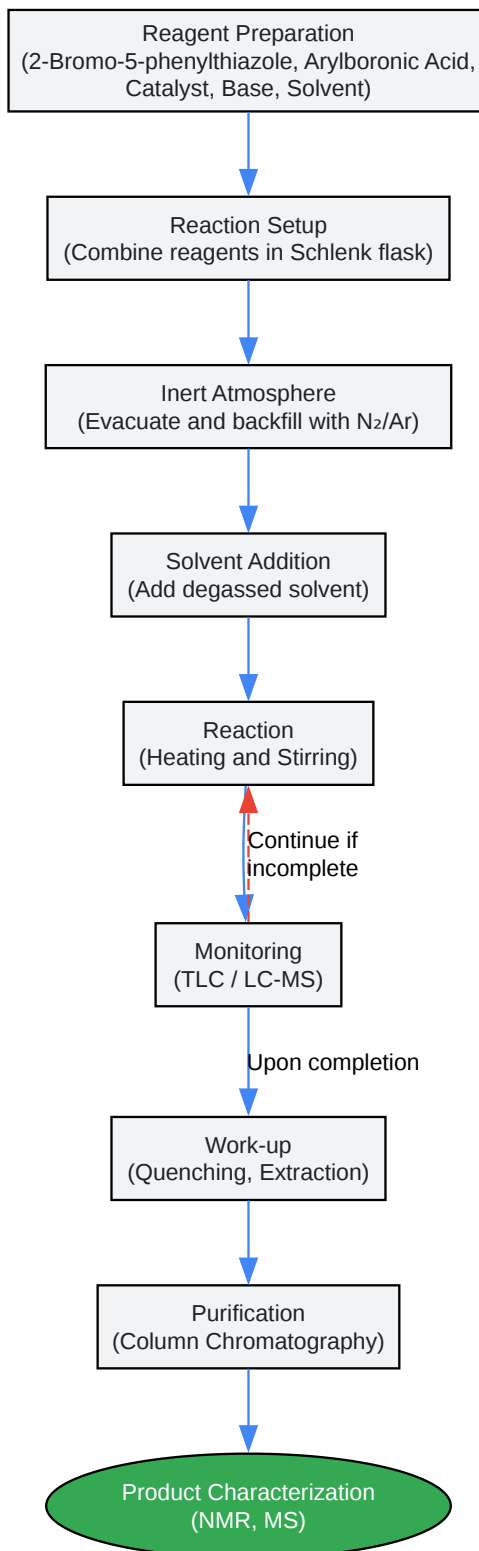 Reagent Preparation
(2-Bromo-5-phenylthiazole, Arylboronic Acid,
Catalyst, Base, Solvent)
Reaction Setup
(Combine reagents in Schlenk flask)
Inert Atmosphere
(Evacuate and backfill with N₂/Ar)
Solvent Addition
(Add degassed solvent)
Reaction
(Heating and Stirring)
Continue if
incomplete
Monitoring
(TLC / LC-MS)
Upon completion
Work-up
(Quenching, Extraction)
Purification
(Column Chromatography)
Product Characterization
(NMR, MS)